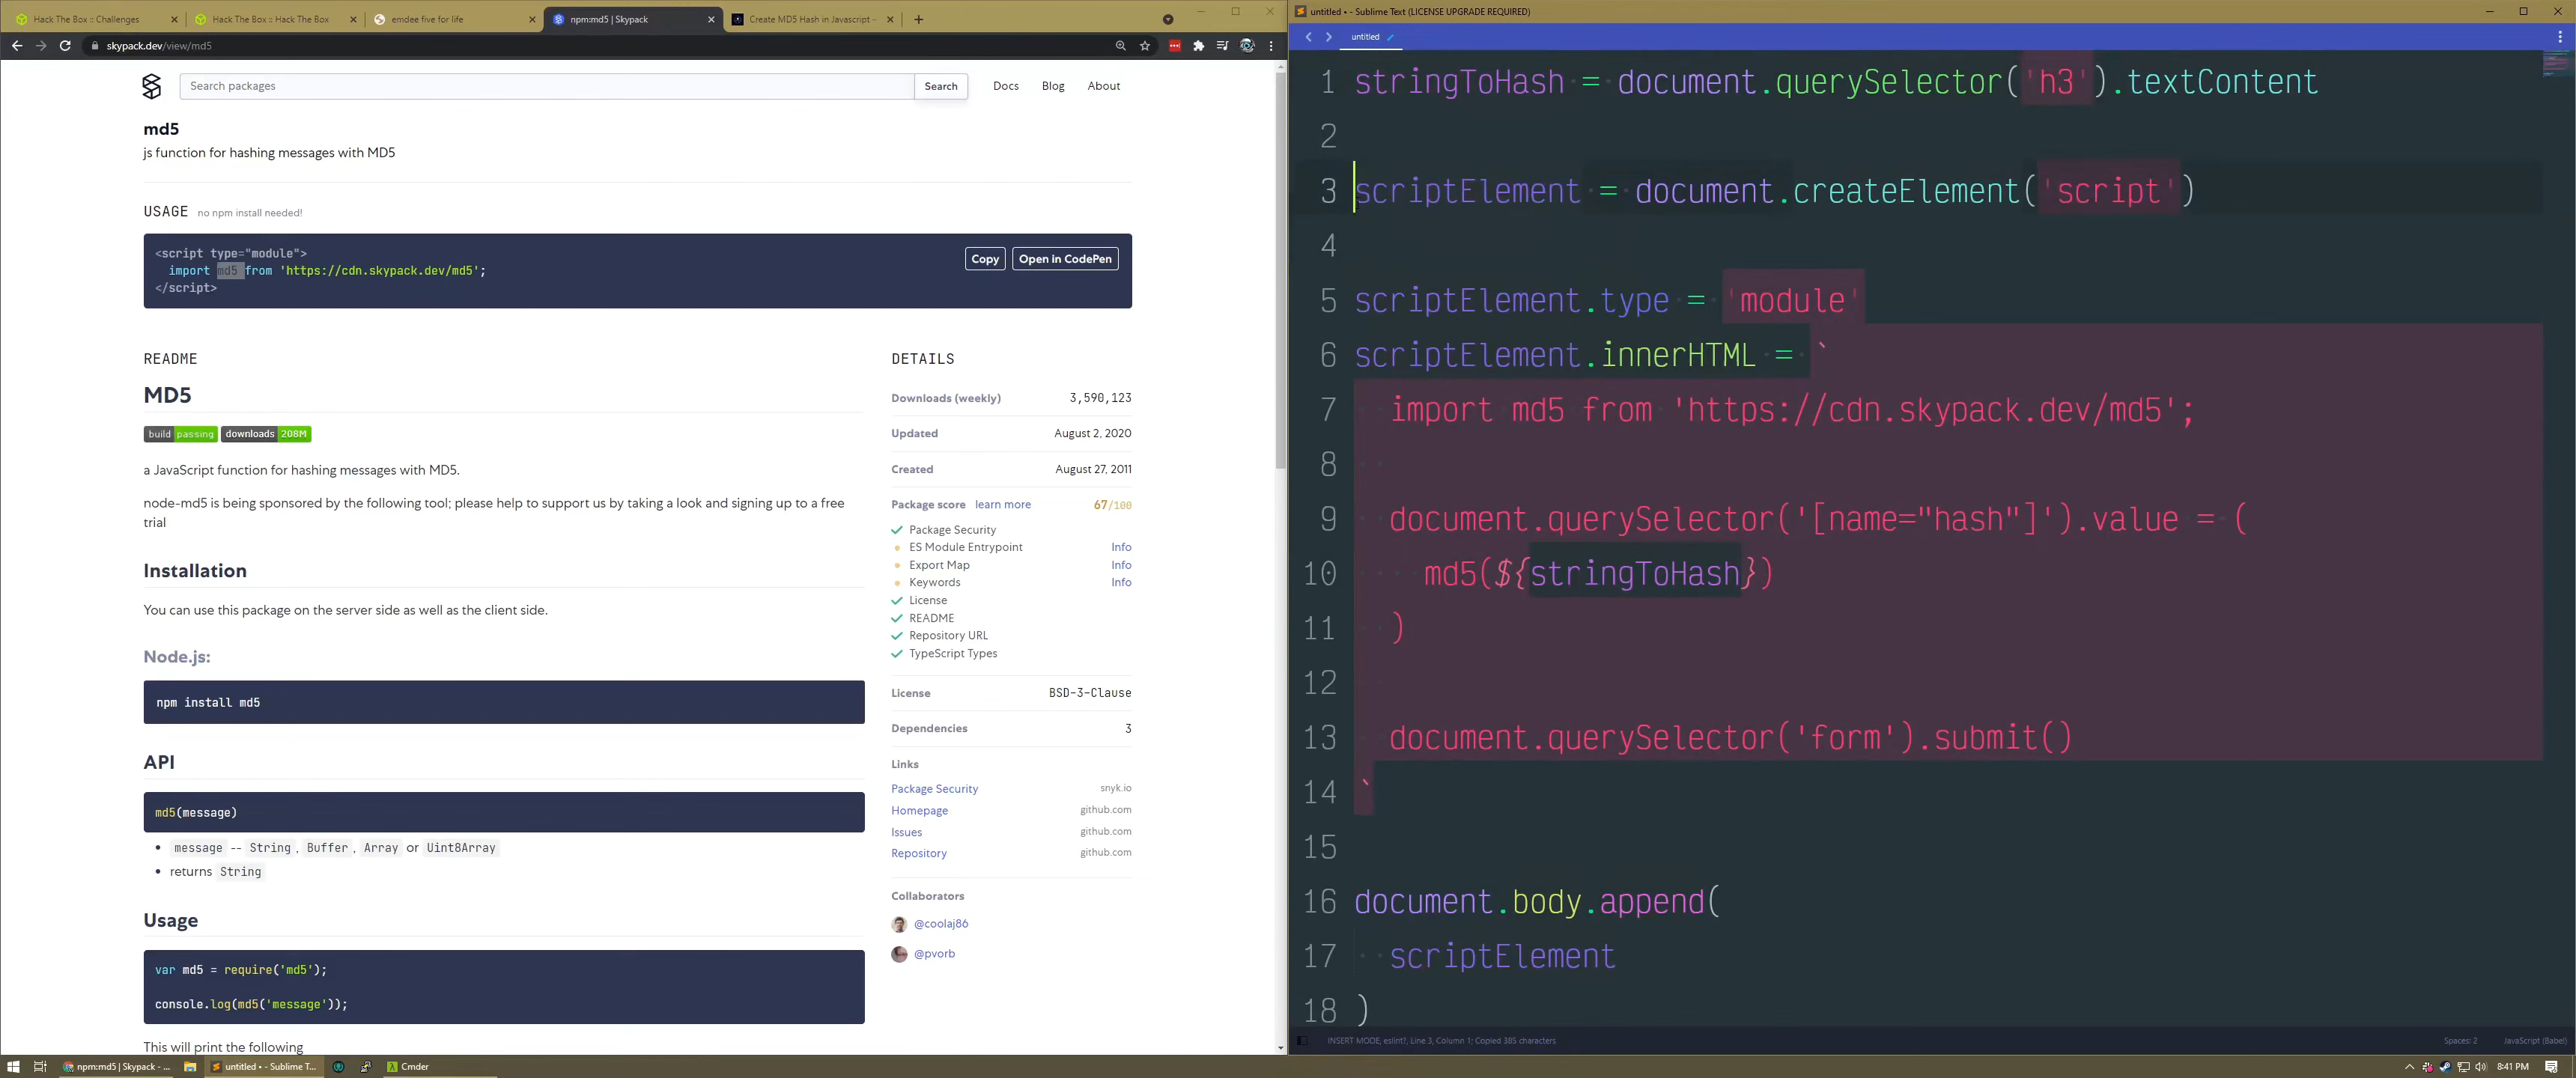 Hack The Box :: Challenges
Hack The Box :: Hack The Box
emdee five for life
npm:md5 | Skypack
Create MD5 Hash in Javascript –
skypack.dev/view/md5
Search packages
Search
Docs
Blog
About
md5
js function for hashing messages with MD5
USAGE no npm install needed!
<script type="module">
import md5 from 'https://cdn.skypack.dev/md5';
</script>
Copy
Open in CodePen
README
MD5
build passing downloads 208M
a JavaScript function for hashing messages with MD5.
node-md5 is being sponsored by the following tool; please help to support us by taking a look and signing up to a free
trial
Installation
You can use this package on the server side as well as the client side.
Node.js:
npm install md5
API
md5(message)
• message -- String, Buffer, Array or Uint8Array
• returns String
Usage
var md5 = require('md5');
console.log(md5('message'));
This will print the following
DETAILS
Downloads (weekly) 3,590,123
Updated August 2, 2020
Created August 27, 2011
Package score learn more 67/100
Package Security
ES Module Entrypoint Info
Export Map Info
Keywords Info
License
README
Repository URL
TypeScript Types
License BSD-3-Clause
Dependencies 3
Links
Package Security snyk.io
Homepage github.com
Issues github.com
Repository github.com
Collaborators
@coolaj86
@pvorb
untitled • - Sublime Text (LICENSE UPGRADE REQUIRED)
untitled
1 stringToHash = document.querySelector('h3').textContent
2
3 scriptElement = document.createElement('script')
4
5 scriptElement.type = 'module'
6 scriptElement.innerHTML = `
7 import md5 from 'https://cdn.skypack.dev/md5';
8
9 document.querySelector('[name="hash"]').value = (
10 md5(${stringToHash})
11 )
12
13 document.querySelector('form').submit()
14 `
15
16 document.body.append(
17 scriptElement
18 )
INSERT MODE, eslint?, Line 3, Column 1; Copied 385 characters
Spaces: 2
JavaScript (Babel)
npm:md5 | Skypack - ...
untitled • - Sublime T...
Cmder
8:41 PM